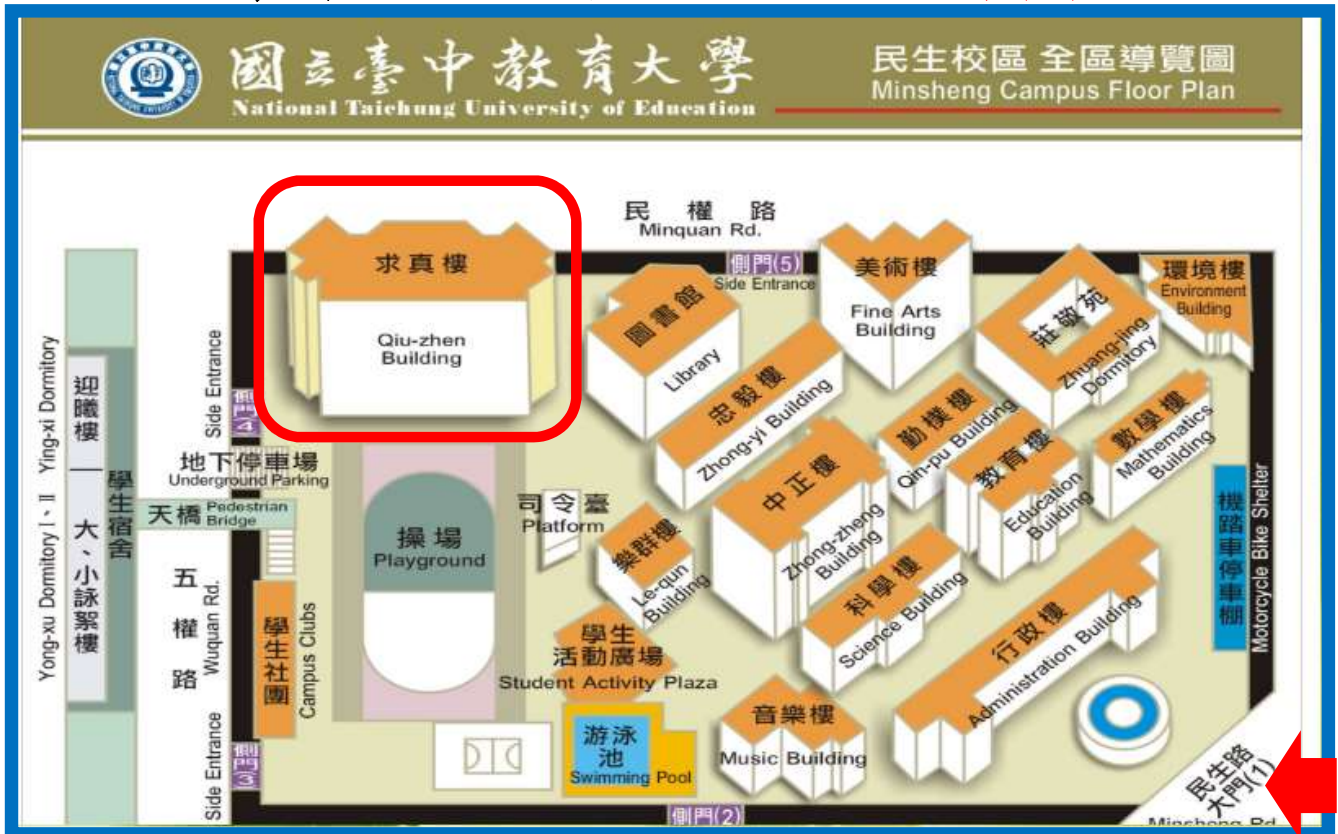 國立臺中教育大學
National Taichung University of Education
民生校區 全區導覽圖
Minsheng Campus Floor Plan
民權路
Minquan Rd.
求真樓
Qiu-zhen
Building
側門(5)
Side Entrance
圖書館
Library
美術樓
Fine Arts
Building
莊敬苑
Zhuang-jing
Dormitory
環境樓
Environment
Building
忠毅樓
Zhong-yi Building
勤樸樓
Qin-pu Building
教育樓
Education
Building
數學樓
Mathematics
Building
中正樓
Zhong-zheng
Building
科學樓
Science Building
行政樓
Administration Building
機踏車停車棚
Motorcycle Bike Shelter
Side Entrance
側門4
地下停車場
Underground Parking
天橋
Pedestrian
Bridge
迎曦樓
Ying-xi Dormitory
大、小詠絮樓
Yong-xu Dormitory I、II
學生宿舍
五權路
Wuquan Rd.
學生社團
Campus Clubs
操場
Playground
司令臺
Platform
樂群樓
Le-qun
Building
學生
活動廣場
Student Activity Plaza
游泳
池
Swimming Pool
音樂樓
Music Building
Side Entrance
側門3
側門(2)
民生路
大門(1)
Minsheng Rd.